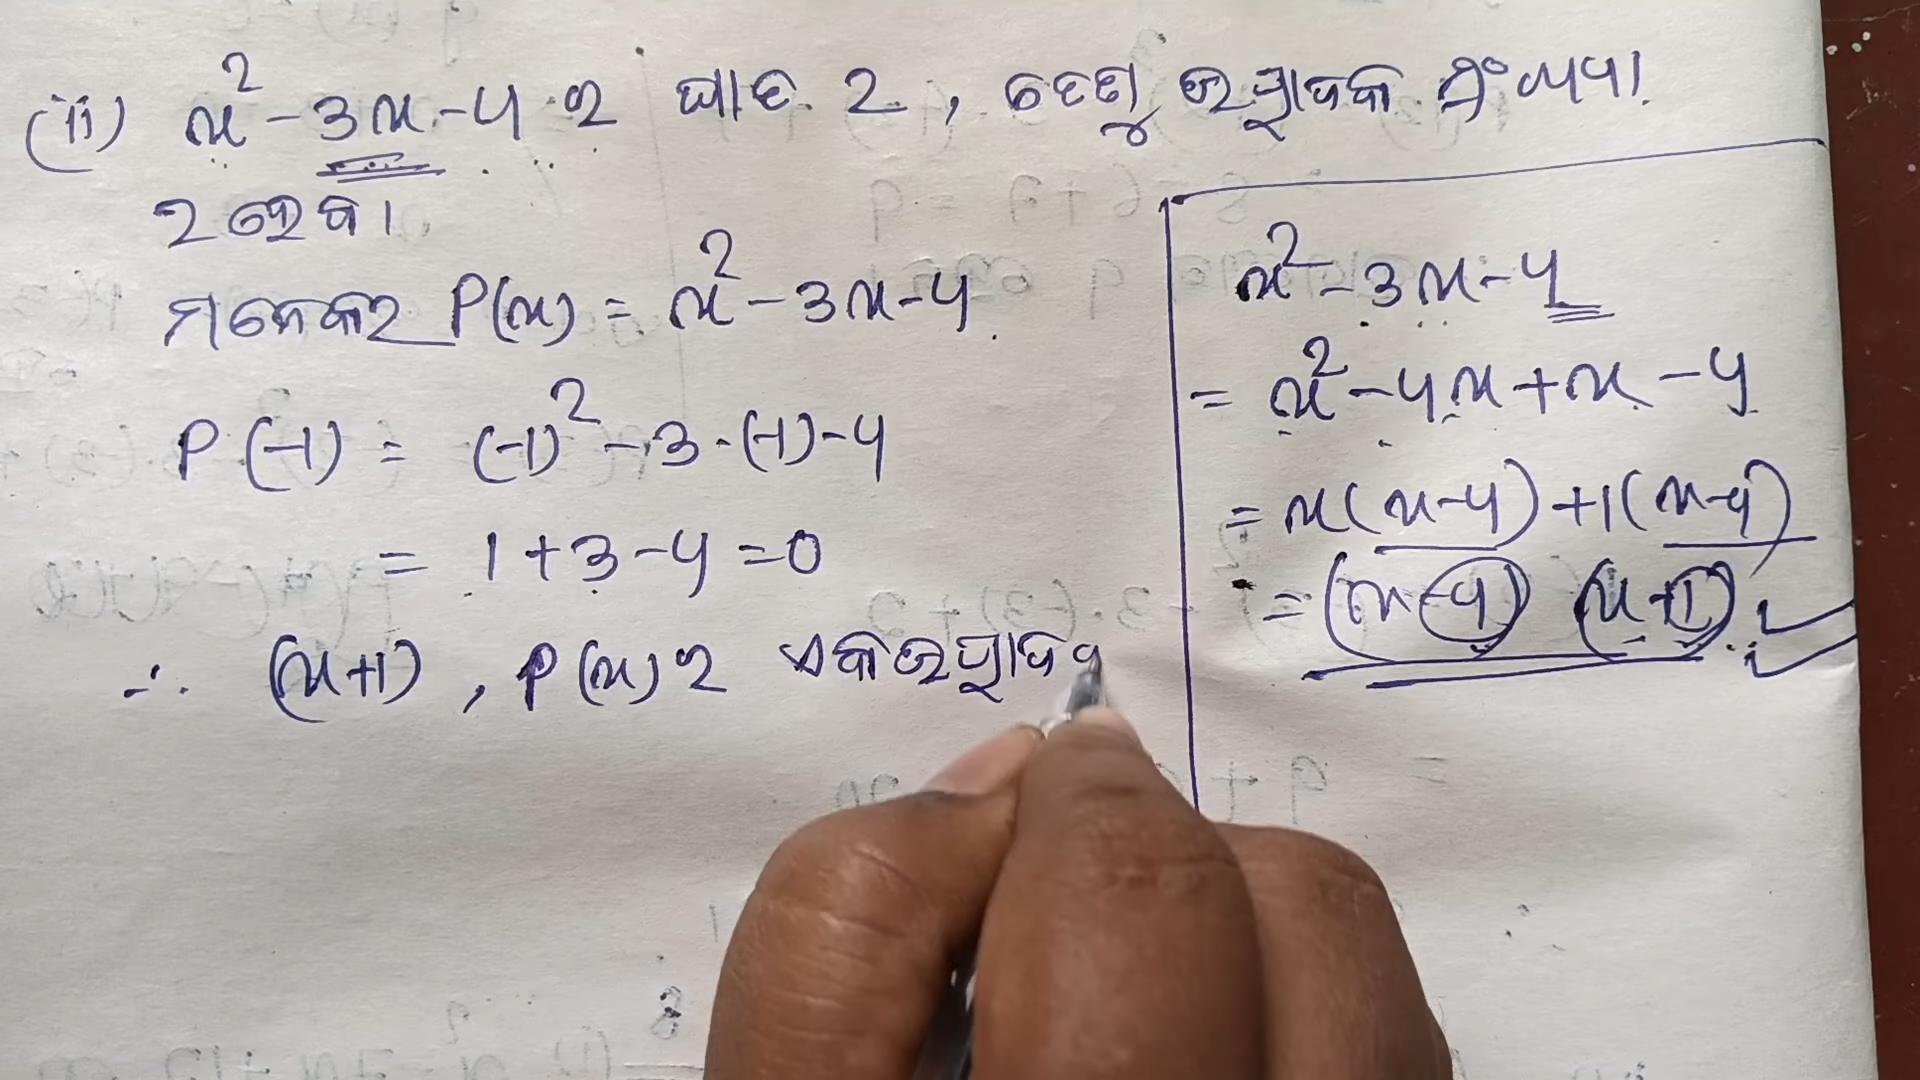 (ii) x² - 3x - 4 ର ଘାତ 2 , ତେଣୁ ଉତ୍ପାଦକ ସଂଖ୍ୟା
2 ହେବ।
ମନେକର P(x) = x² - 3x - 4
P(-1) = (-1)² - 3·(-1) - 4
= 1 + 3 - 4 = 0
∴ (x+1) , P(x) ର ଏକ ଉତ୍ପାଦ
x² - 3x - 4
= x² - 4x + x - 4
= x(x-4) + 1(x-4)
= (x-4) (x+1)